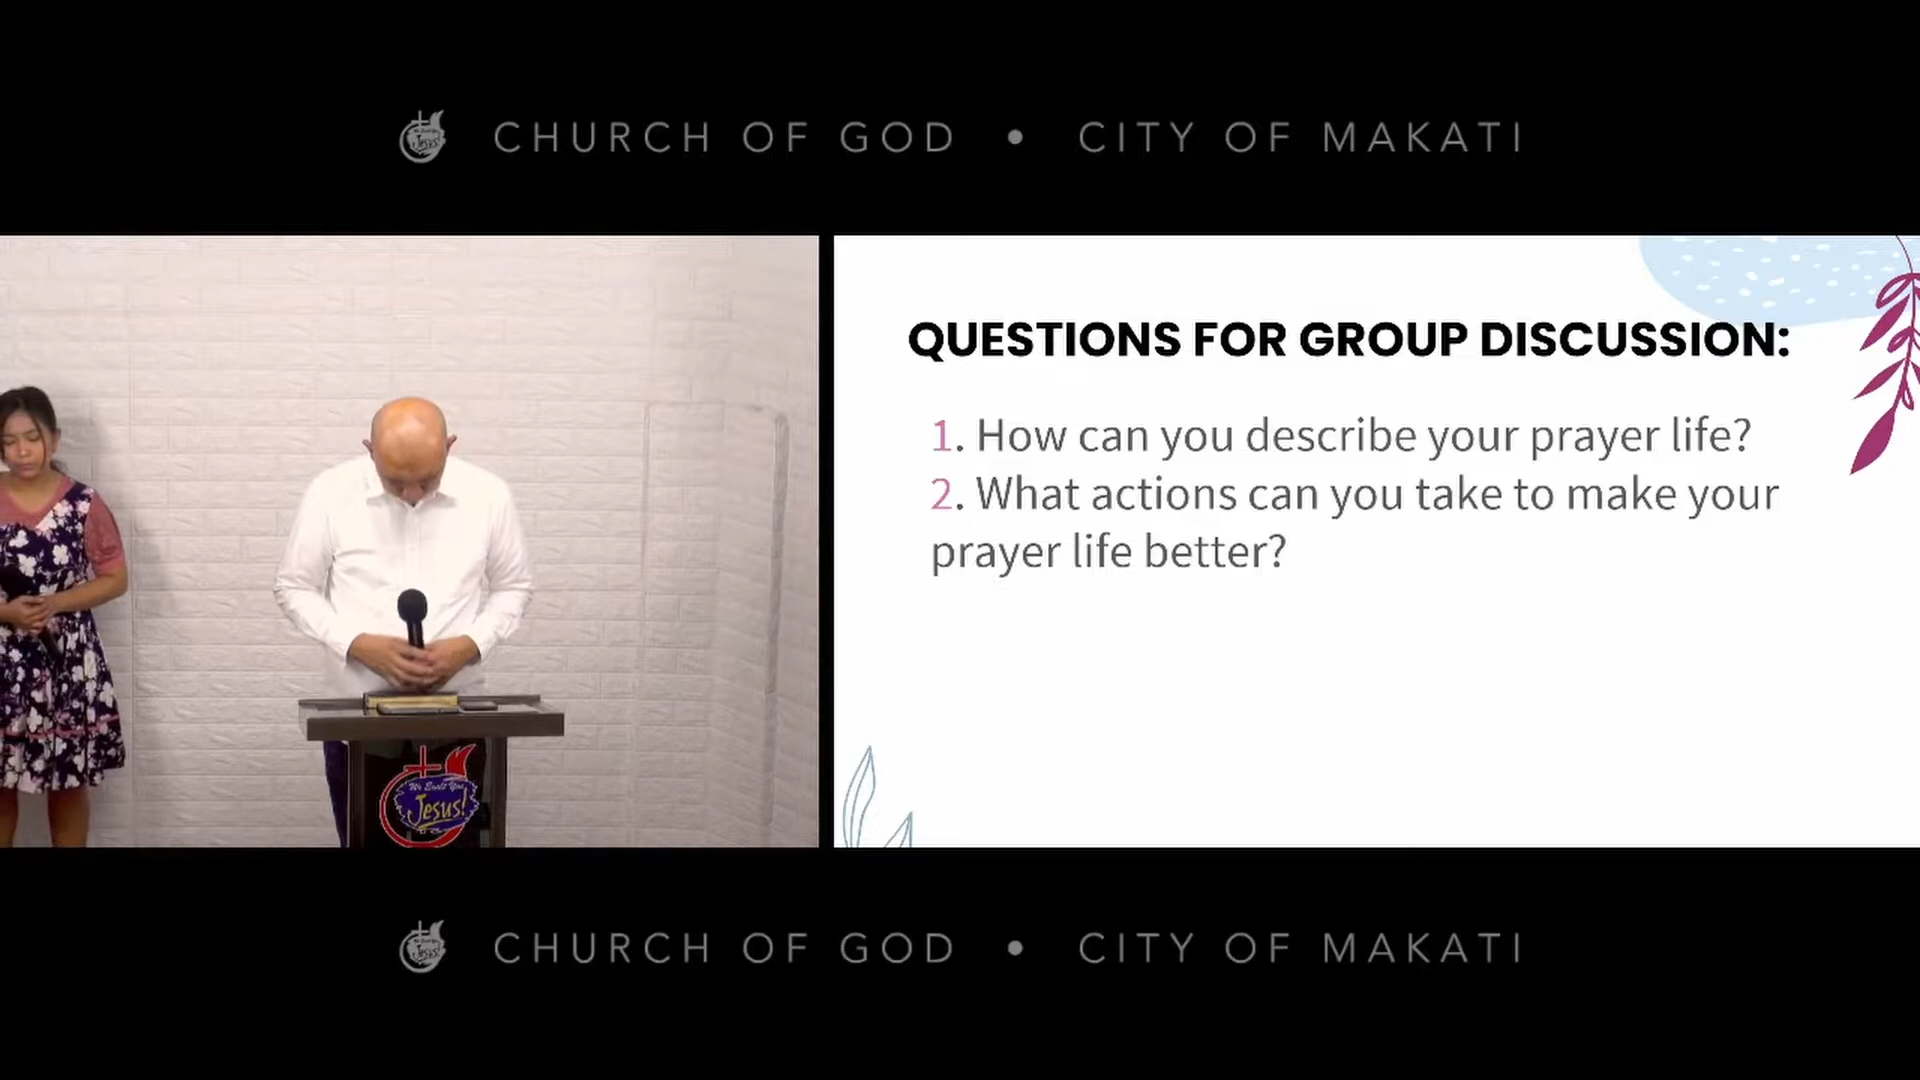 CHURCH OF GOD • CITY OF MAKATI
QUESTIONS FOR GROUP DISCUSSION:
1. How can you describe your prayer life?
2. What actions can you take to make your
prayer life better?
We Exalt You
Jesus!
CHURCH OF GOD • CITY OF MAKATI